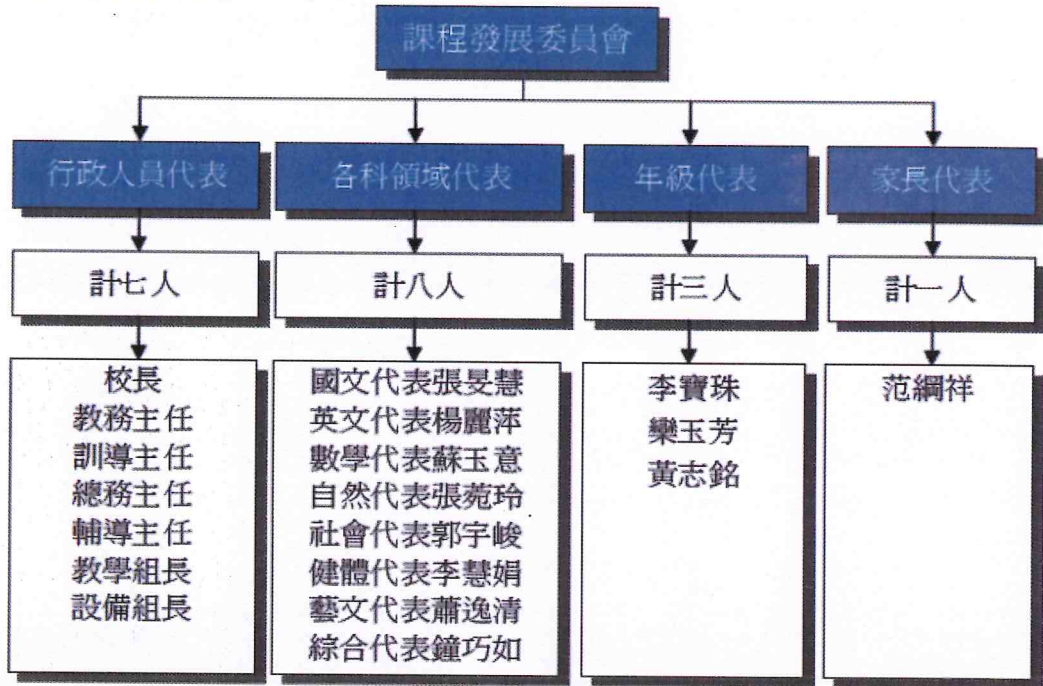 課程發展委員會
行政人員代表
各科領域代表
年級代表
家長代表
計七人
計八人
計三人
計一人
校長
教務主任
訓導主任
總務主任
輔導主任
教學組長
設備組長
國文代表張旻慧
英文代表楊麗萍
數學代表蘇玉意
自然代表張菀玲
社會代表郭宇峻
健體代表李慧娟
藝文代表蕭逸清
綜合代表鐘巧如
李寶珠
欒玉芳
黃志銘
范綱祥